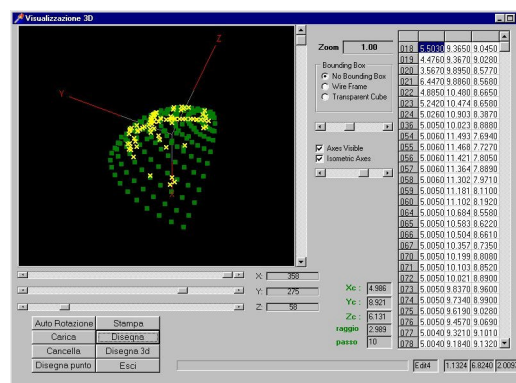 Visualizzazione 3D
Z
Y
Zoom 1.00
Bounding Box
No Bounding Box
Wire Frame
Transparent Cube
Axes Visible
Isometric Axes
X: 358
Y: 275
Z: 58
Xc : 4.986
Yc : 8.921
Zc : 6.131
raggio 2.989
passo 10
Auto Rotazione Stampa
Carica Disegna
Cancella Disegna 3d
Disegna punto Esci
018 5.5030 9.3650 9.0450
019 4.4760 9.3670 9.0280
020 3.5670 9.8950 8.5770
021 6.4470 9.8860 8.5680
022 4.8850 10.480 8.6650
023 5.2420 10.474 8.6580
024 5.0260 10.903 8.3870
036 5.0050 10.023 8.8880
054 5.0060 11.493 7.6940
055 5.0060 11.468 7.7270
056 5.0060 11.421 7.8050
057 5.0060 11.364 7.8890
058 5.0060 11.302 7.9710
059 5.0050 11.181 8.1100
060 5.0050 11.102 8.1920
064 5.0050 10.684 8.5580
065 5.0050 10.583 8.6220
066 5.0050 10.504 8.6610
067 5.0050 10.357 8.7350
070 5.0050 10.199 8.8080
071 5.0050 10.103 8.8520
072 5.0050 10.021 8.8900
073 5.0050 9.8370 8.9600
074 5.0050 9.7340 8.9900
075 5.0050 9.6190 9.0280
076 5.0050 9.4570 9.0690
077 5.0040 9.3210 9.1010
078 5.0040 9.1840 9.1320
Edit4 1.1324 6.8240